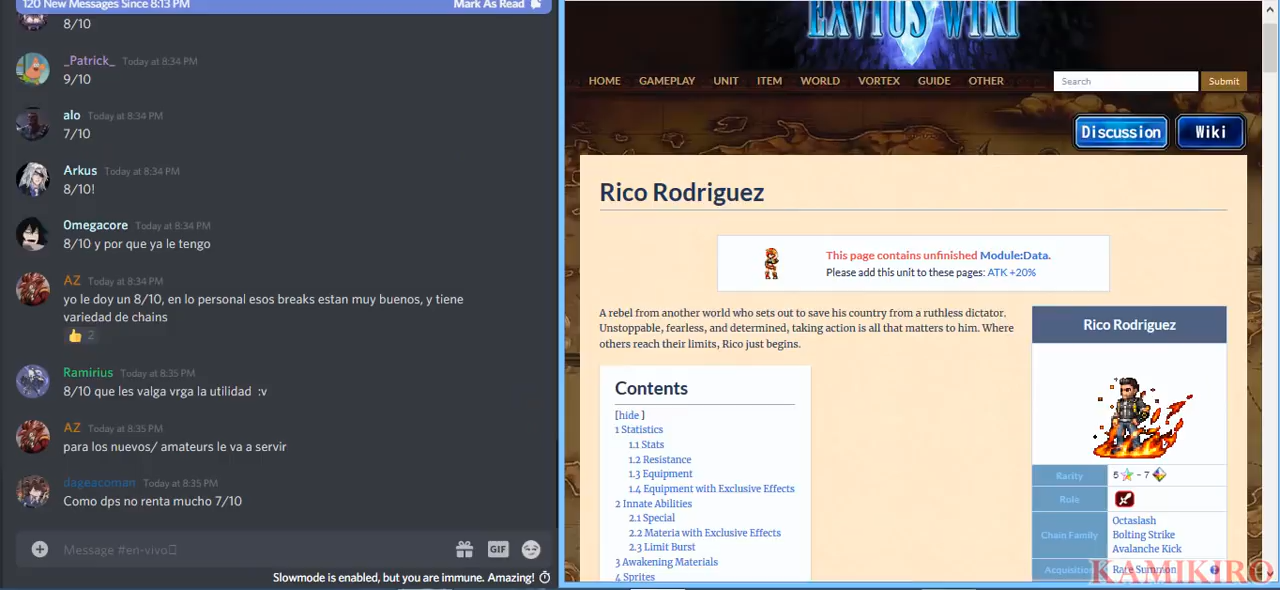 120 New Messages Since 8:13 PM
Mark As Read
8/10
_Patrick_ Today at 8:34 PM
9/10
alo Today at 8:34 PM
7/10
Arkus Today at 8:34 PM
8/10!
0megacore Today at 8:34 PM
8/10 y por que ya le tengo
AZ Today at 8:34 PM
yo le doy un 8/10, en lo personal esos breaks estan muy buenos, y tiene
variedad de chains
2
Ramirius Today at 8:35 PM
8/10 que les valga vrga la utilidad :v
AZ Today at 8:35 PM
para los nuevos/ amateurs le va a servir
dageacoman Today at 8:35 PM
Como dps no renta mucho 7/10
Message #en-vivo
GIF
Slowmode is enabled, but you are immune. Amazing!
EXVIUS WIKI
HOME GAMEPLAY UNIT ITEM WORLD VORTEX GUIDE OTHER
Search
Submit
Discussion
Wiki
Rico Rodriguez
This page contains unfinished Module:Data.
Please add this unit to these pages: ATK +20%
A rebel from another world who sets out to save his country from a ruthless dictator.
Unstoppable, fearless, and determined, taking action is all that matters to him. Where
others reach their limits, Rico just begins.
Contents
[hide ]
1 Statistics
1.1 Stats
1.2 Resistance
1.3 Equipment
1.4 Equipment with Exclusive Effects
2 Innate Abilities
2.1 Special
2.2 Materia with Exclusive Effects
2.3 Limit Burst
3 Awakening Materials
4 Sprites
Rico Rodriguez
Rarity 5 - 7
Role
Chain Family
Octaslash
Bolting Strike
Avalanche Kick
Acquisition Rate Summon
KAMIKIRO